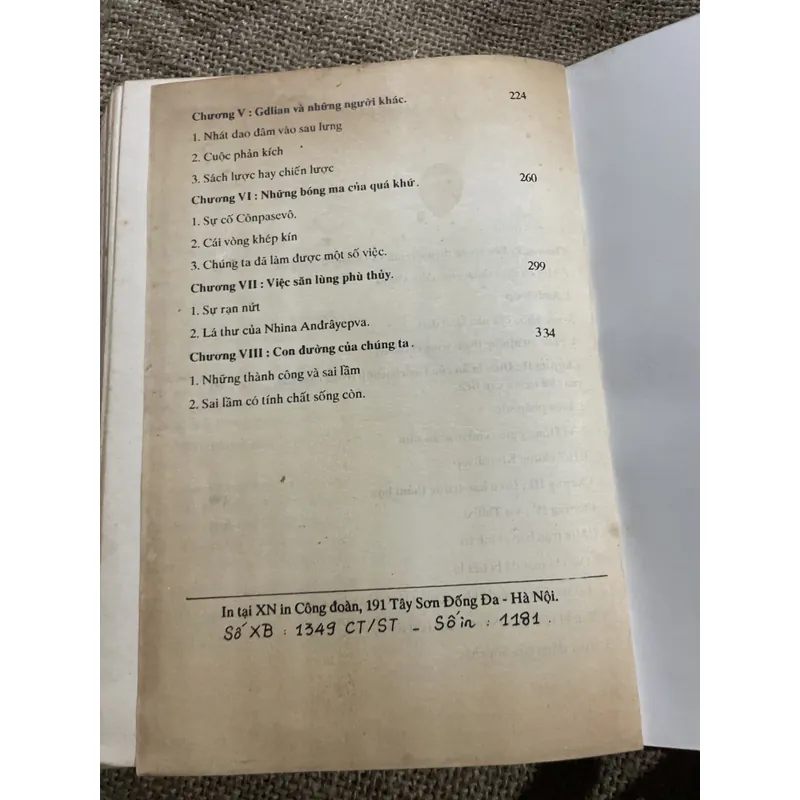 Chương V : Gdlian và những người khác. 224
1. Nhát dao đâm vào sau lưng
2. Cuộc phản kích
3. Sách lược hay chiến lược
Chương VI : Những bóng ma của quá khứ. 260
1. Sự cố Cônpasevô.
2. Cái vòng khép kín
3. Chúng ta đã làm được một số việc.
Chương VII : Việc săn lùng phù thủy. 299
1. Sự rạn nứt
2. Lá thư của Nhina Andrâyepva.
Chương VIII : Con đường của chúng ta. 334
1. Những thành công và sai lầm
2. Sai lầm có tính chất sống còn.
In tại XN in Công đoàn, 191 Tây Sơn Đống Đa - Hà Nội.
Số XB : 1349 CT/ST - Số in : 1181.